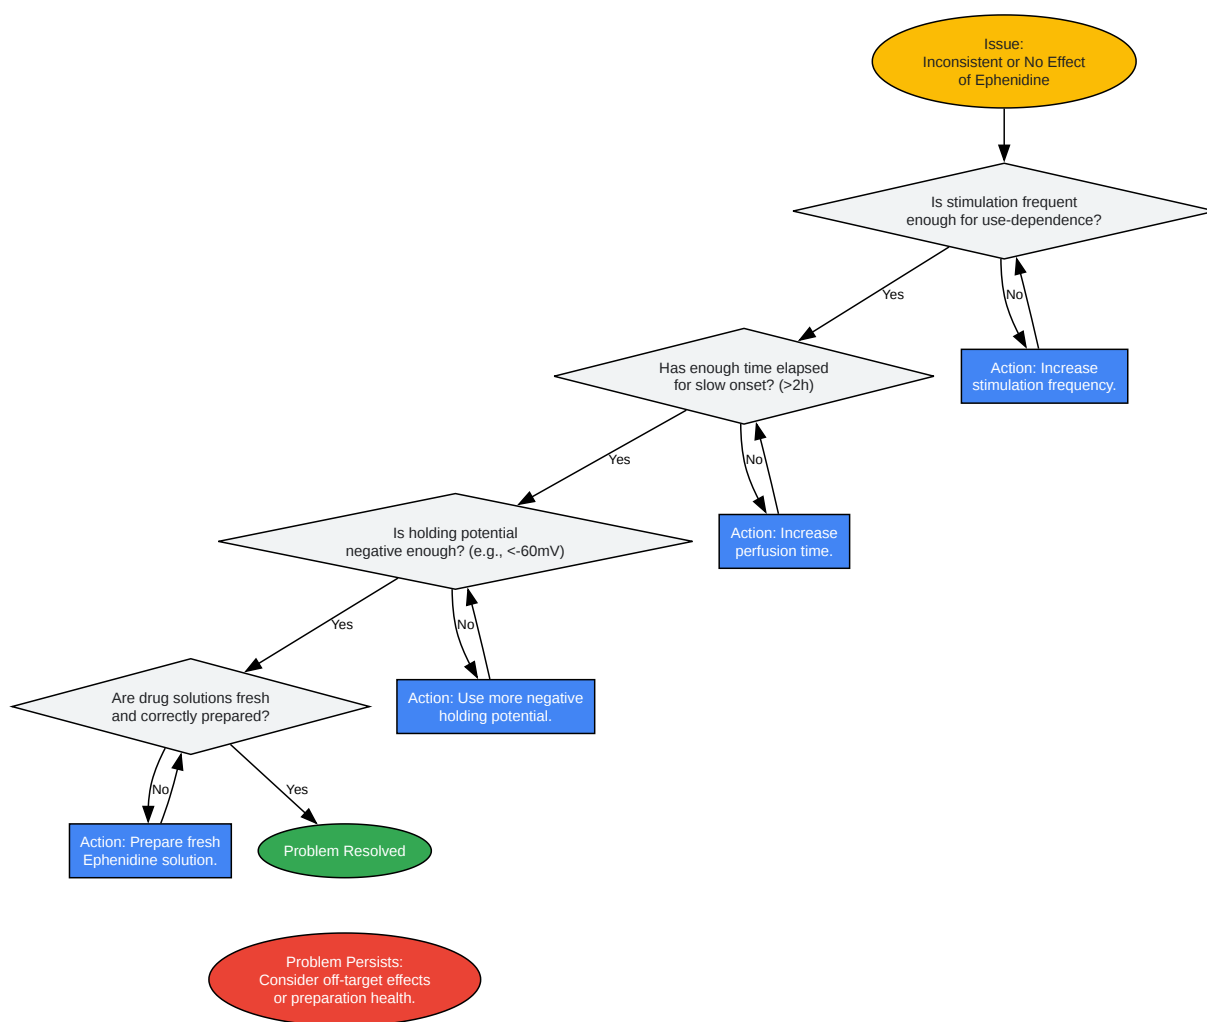 Issue:
Inconsistent or No Effect
of Ephenidine
Is stimulation frequent
enough for use-dependence?
Yes
No
Has enough time elapsed
for slow onset? (>2h)
Action: Increase
stimulation frequency.
Yes
No
Is holding potential
negative enough? (e.g., <-60mV)
Action: Increase
perfusion time.
Yes
No
Are drug solutions fresh
and correctly prepared?
Action: Use more negative
holding potential.
No
Yes
Action: Prepare fresh
Ephenidine solution.
Problem Resolved
Problem Persists:
Consider off-target effects
or preparation health.